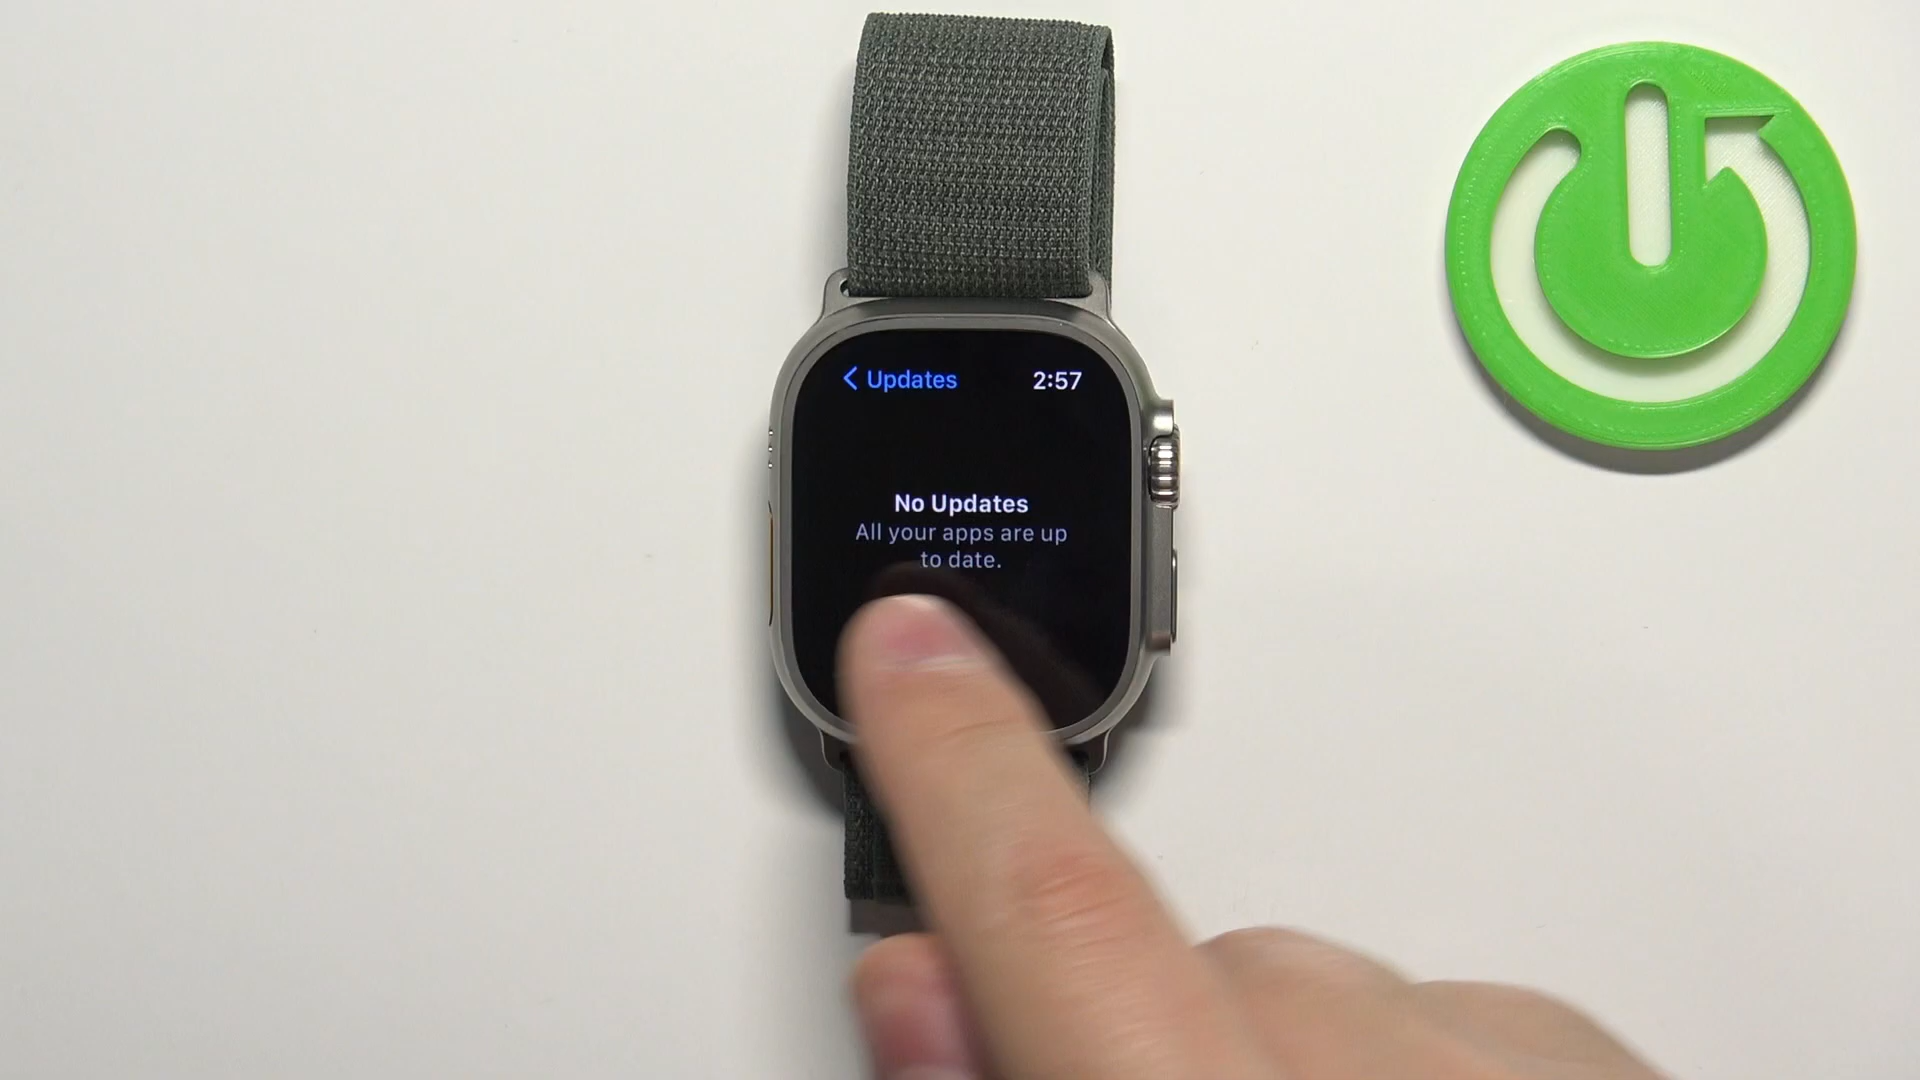 Updates 2:57
No Updates
All your apps are up
to date.